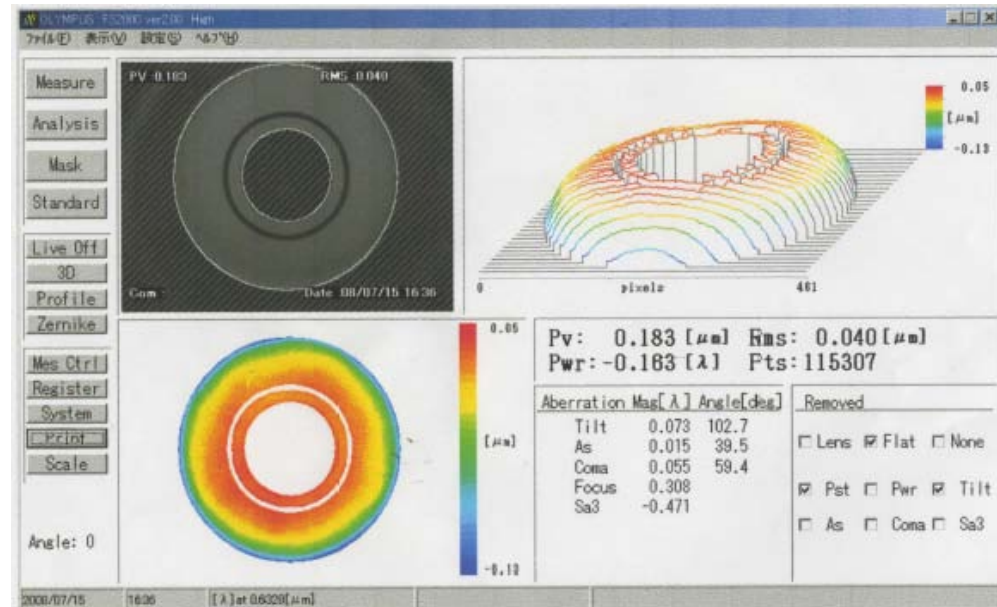 OLYMPUS F32000 ver2.00 High
ファイル(F) 表示(V) 設定(S) ヘルプ(H)
Measure
Analysis
Mask
Standard
Live Off
3D
Profile
Zernike
Mes Ctrl
Register
System
Print
Scale
Angle: 0
PV 0.183 RMS 0.040
Com Date 08/07/15 16:36
0.05
[μm]
-0.13
0 pixels 461
0.05
[μm]
-0.13
Pv: 0.183 [μm] Rms: 0.040 [μm]
Pwr:-0.163 [λ] Pts:115307
Aberration Mag[λ] Angle[deg]
Tilt 0.073 102.7
As 0.015 39.5
Coma 0.055 59.4
Focus 0.308
Sa3 -0.471
Removed
Lens Flat None
Pst Pwr Tilt
As Coma Sa3
2008/07/15 16:36 [λ]at 0.6328[μm]